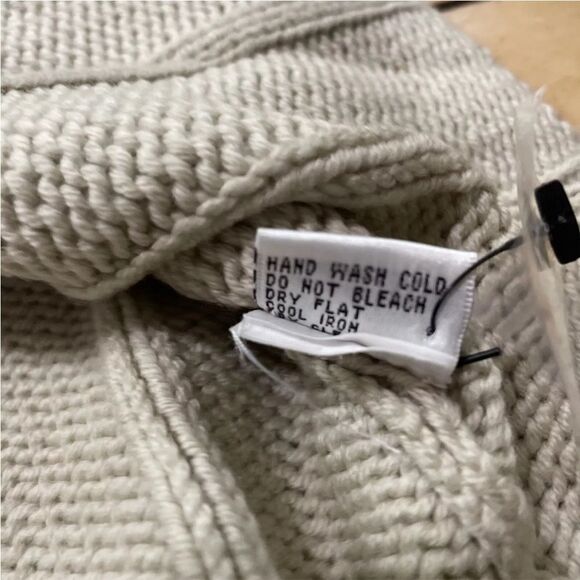 HAND WASH COLD
DO NOT BLEACH
DRY FLAT
COOL IRON